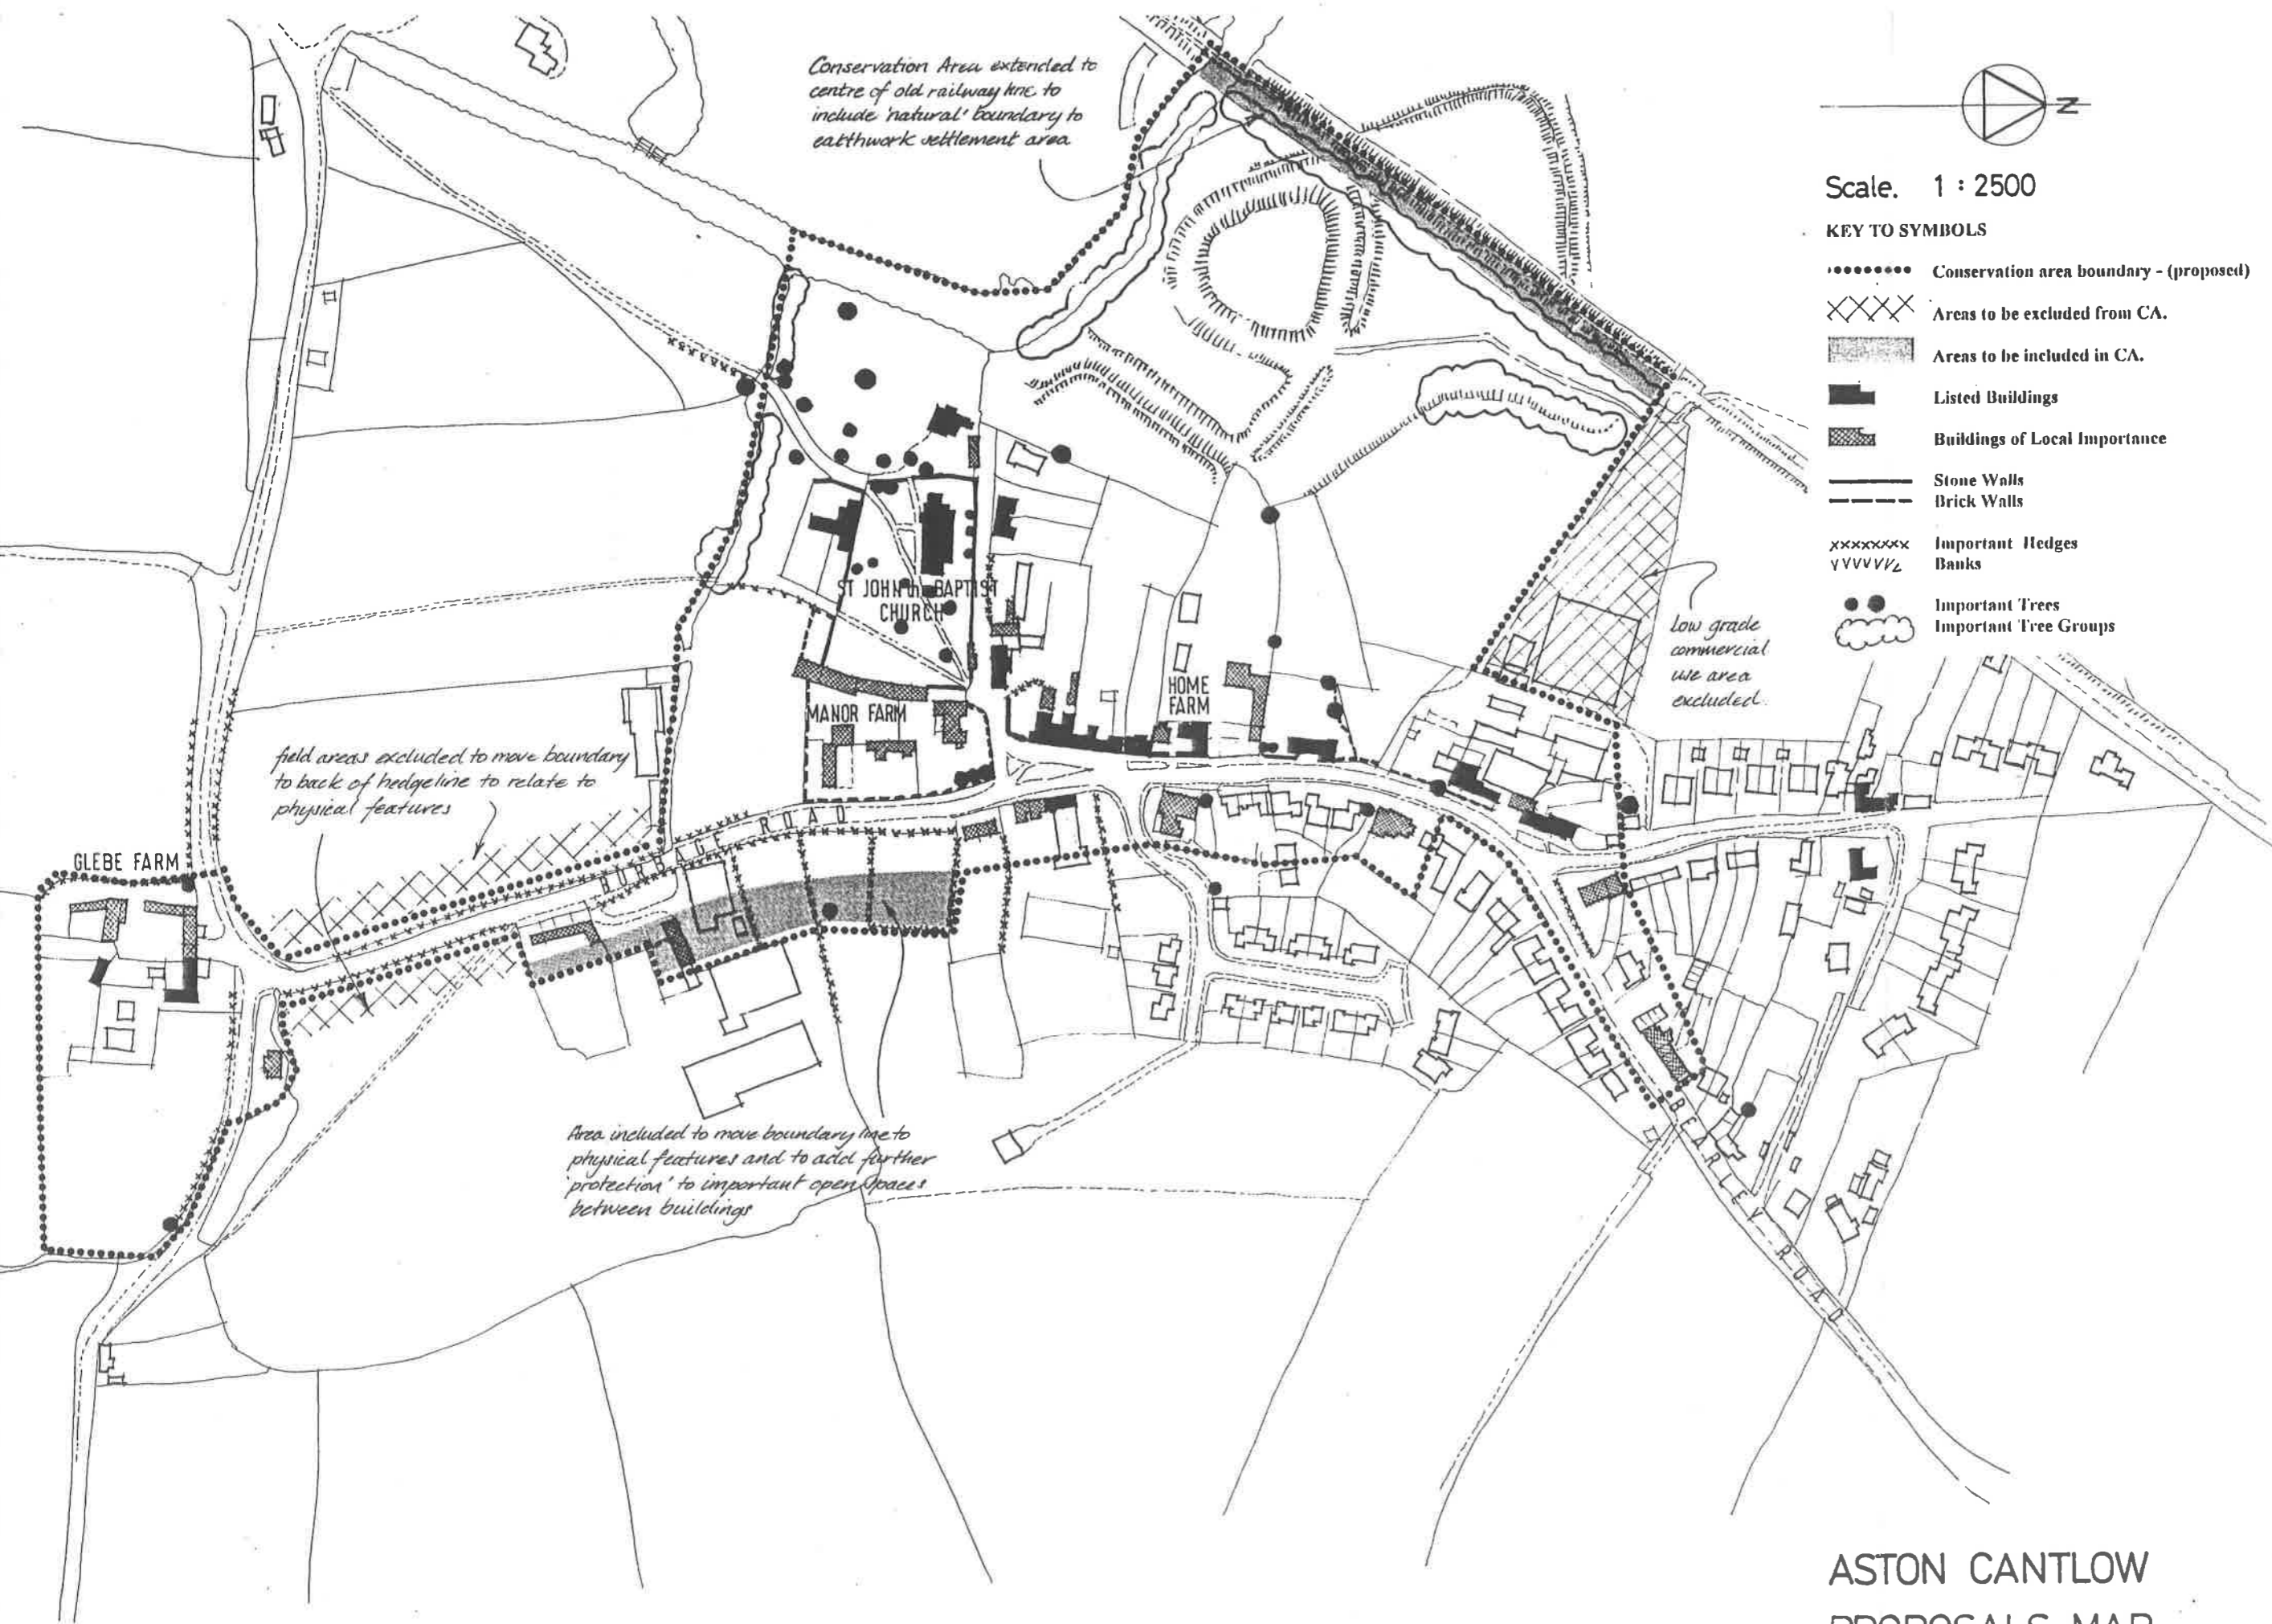 Conservation Area extended to
centre of old railway line to
include 'natural' boundary to
earthwork settlement area
N
Scale. 1 : 2500
KEY TO SYMBOLS
Conservation area boundary - (proposed)
Areas to be excluded from CA.
Areas to be included in CA.
Listed Buildings
Buildings of Local Importance
Stone Walls
Brick Walls
Important Hedges
Banks
Important Trees
Important Tree Groups
ST JOHN the BAPTIST
CHURCH
Low grade
commercial
use area
excluded.
HOME
FARM
MANOR FARM
field areas excluded to move boundary
to back of hedgeline to relate to
physical features
GLEBE FARM
BURBAGE ROAD
Area included to move boundary line to
physical features and to add further
'protection' to important open spaces
between buildings
BEARLEY ROAD
ASTON CANTLOW
PROPOSALS MAP